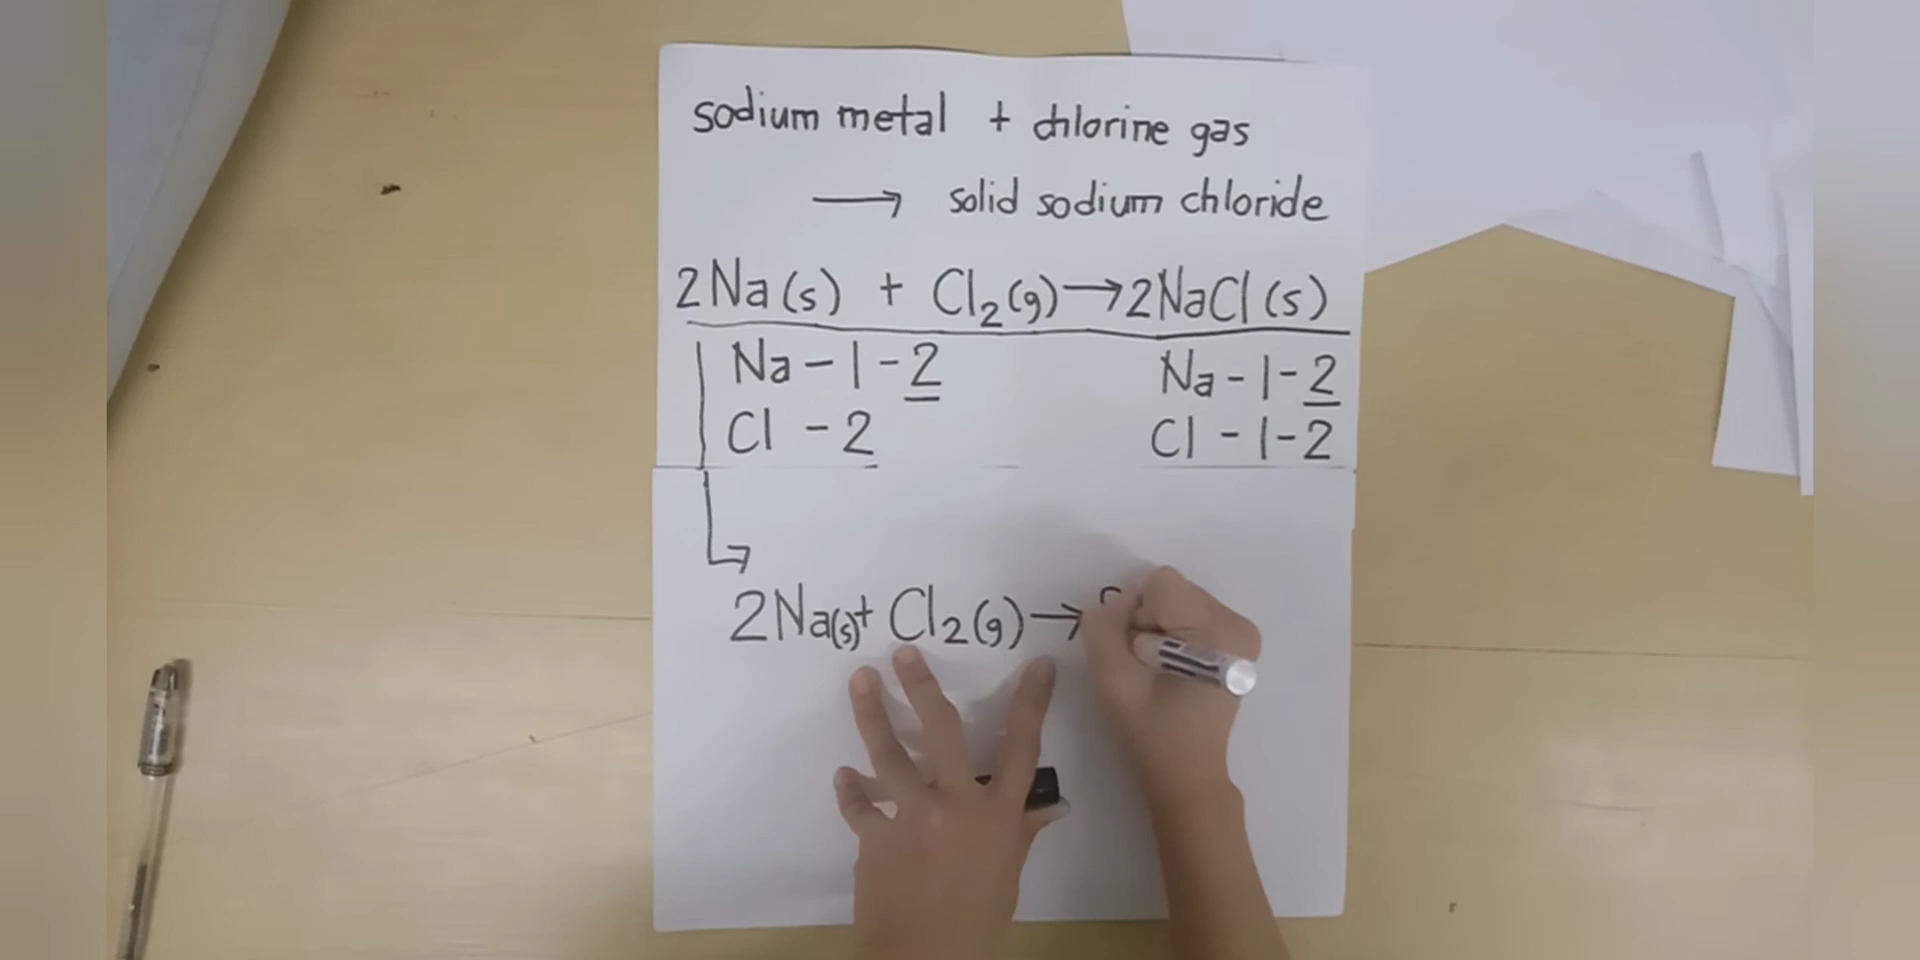 sodium metal + chlorine gas
→ solid sodium chloride
2Na(s) + Cl₂(g)→2NaCl(s)
Na-1-2 Na-1-2
Cl-2 Cl-1-2
2Na(s)+ Cl₂(g)→